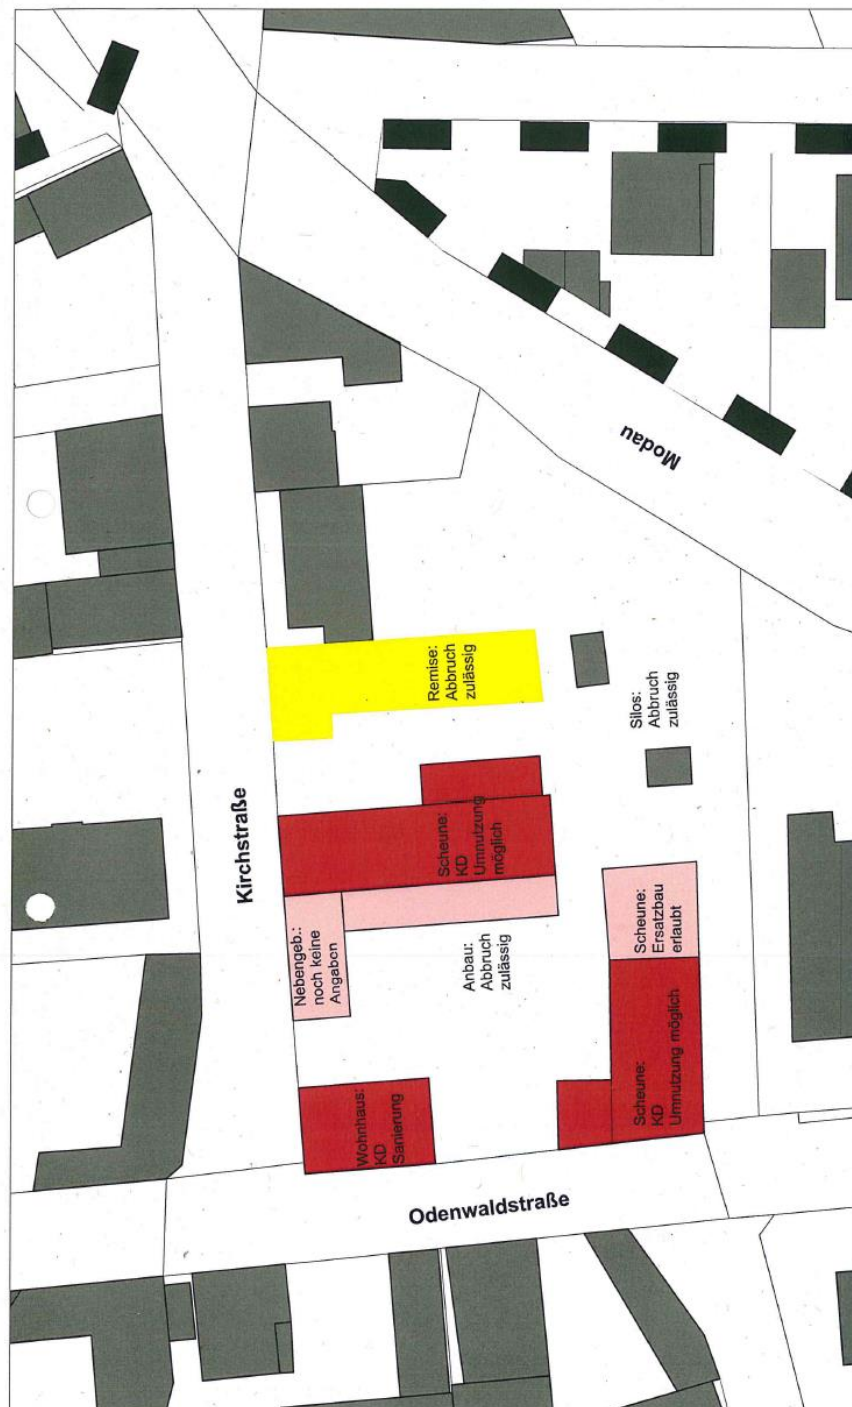 Modau
Kirchstraße
Remise:
Abbruch
zulässig
Silos:
Abbruch
zulässig
Scheune:
KD
Umnutzung
möglich
Nebengeb.:
noch keine
Angaben
Anbau:
Abbruch
zulässig
Scheune:
Ersatzbau
erlaubt
Wohnhaus:
KD
Sanierung
Scheune:
KD
Umnutzung möglich
Odenwaldstraße